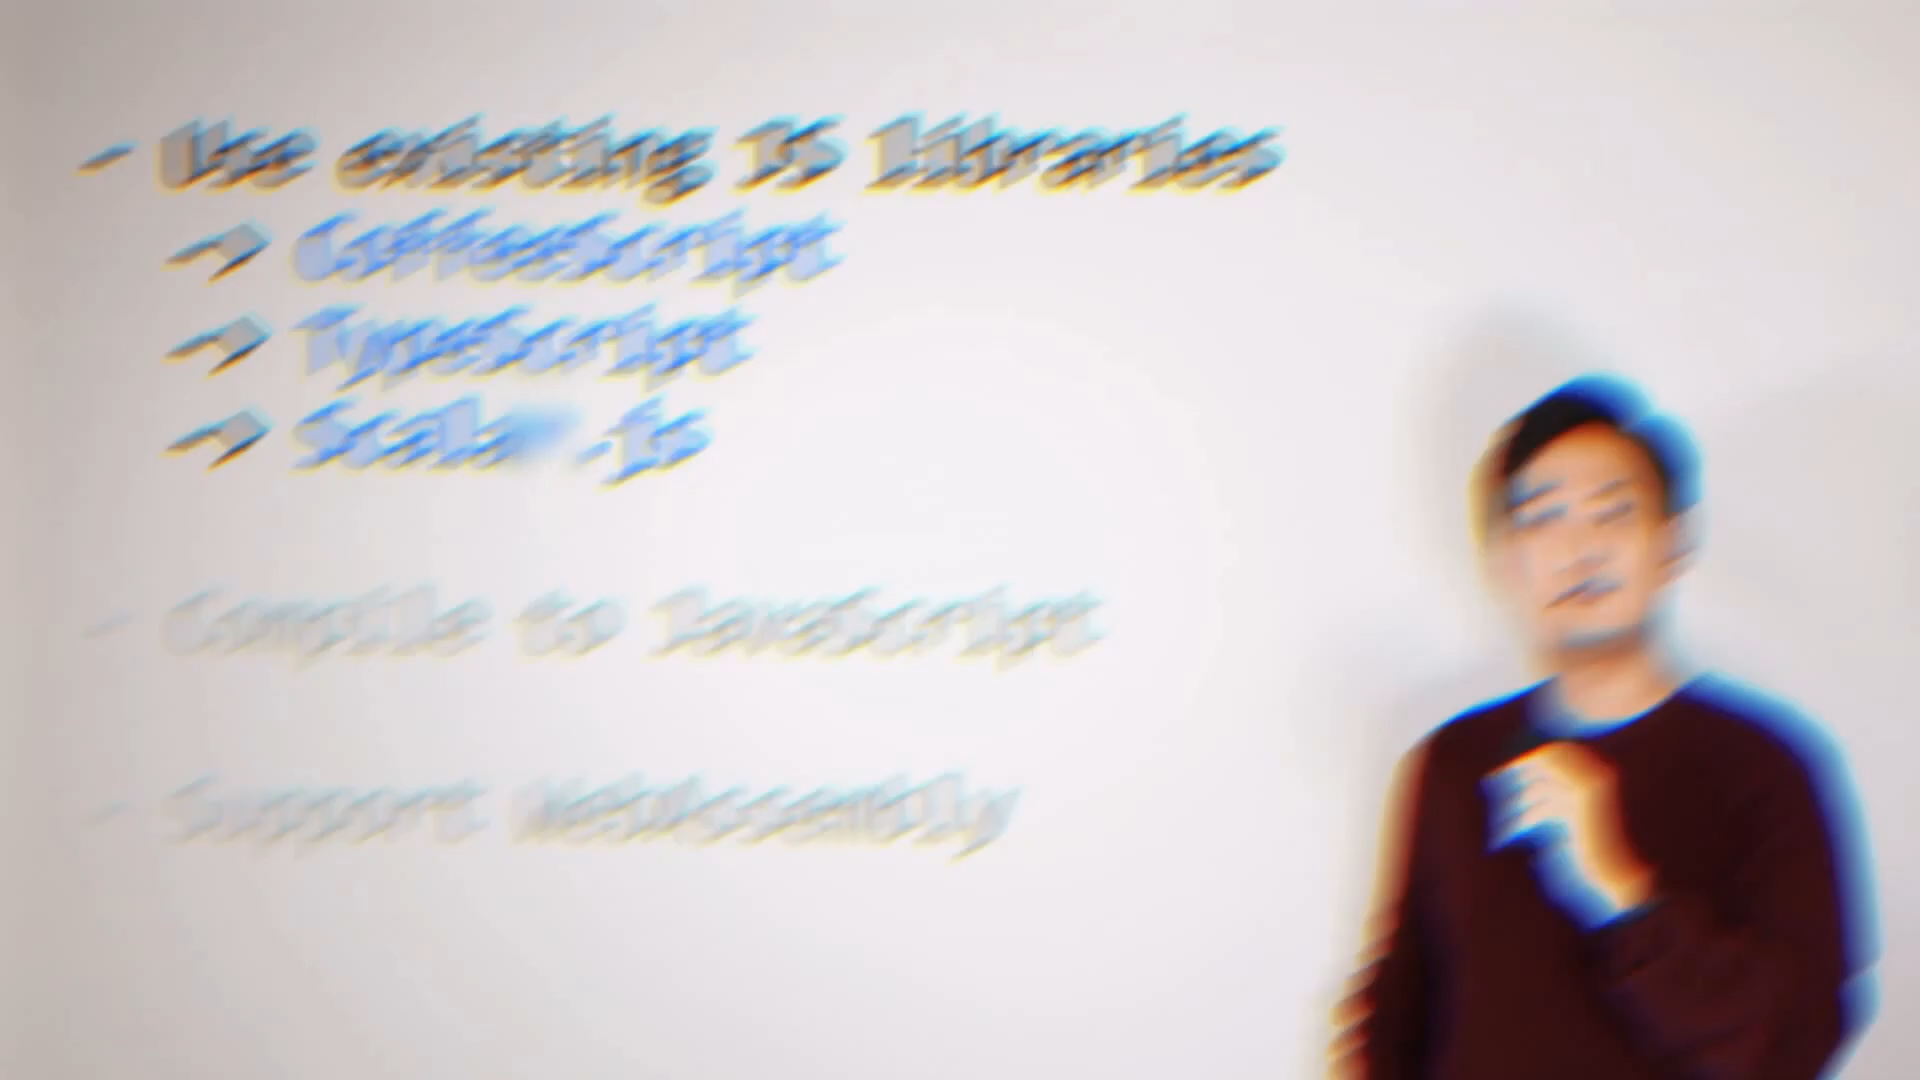 - Use existing JS libraries
-> CoffeeScript
-> TypeScript
-> Scala.js
- Compile to JavaScript
- Support WebAssembly